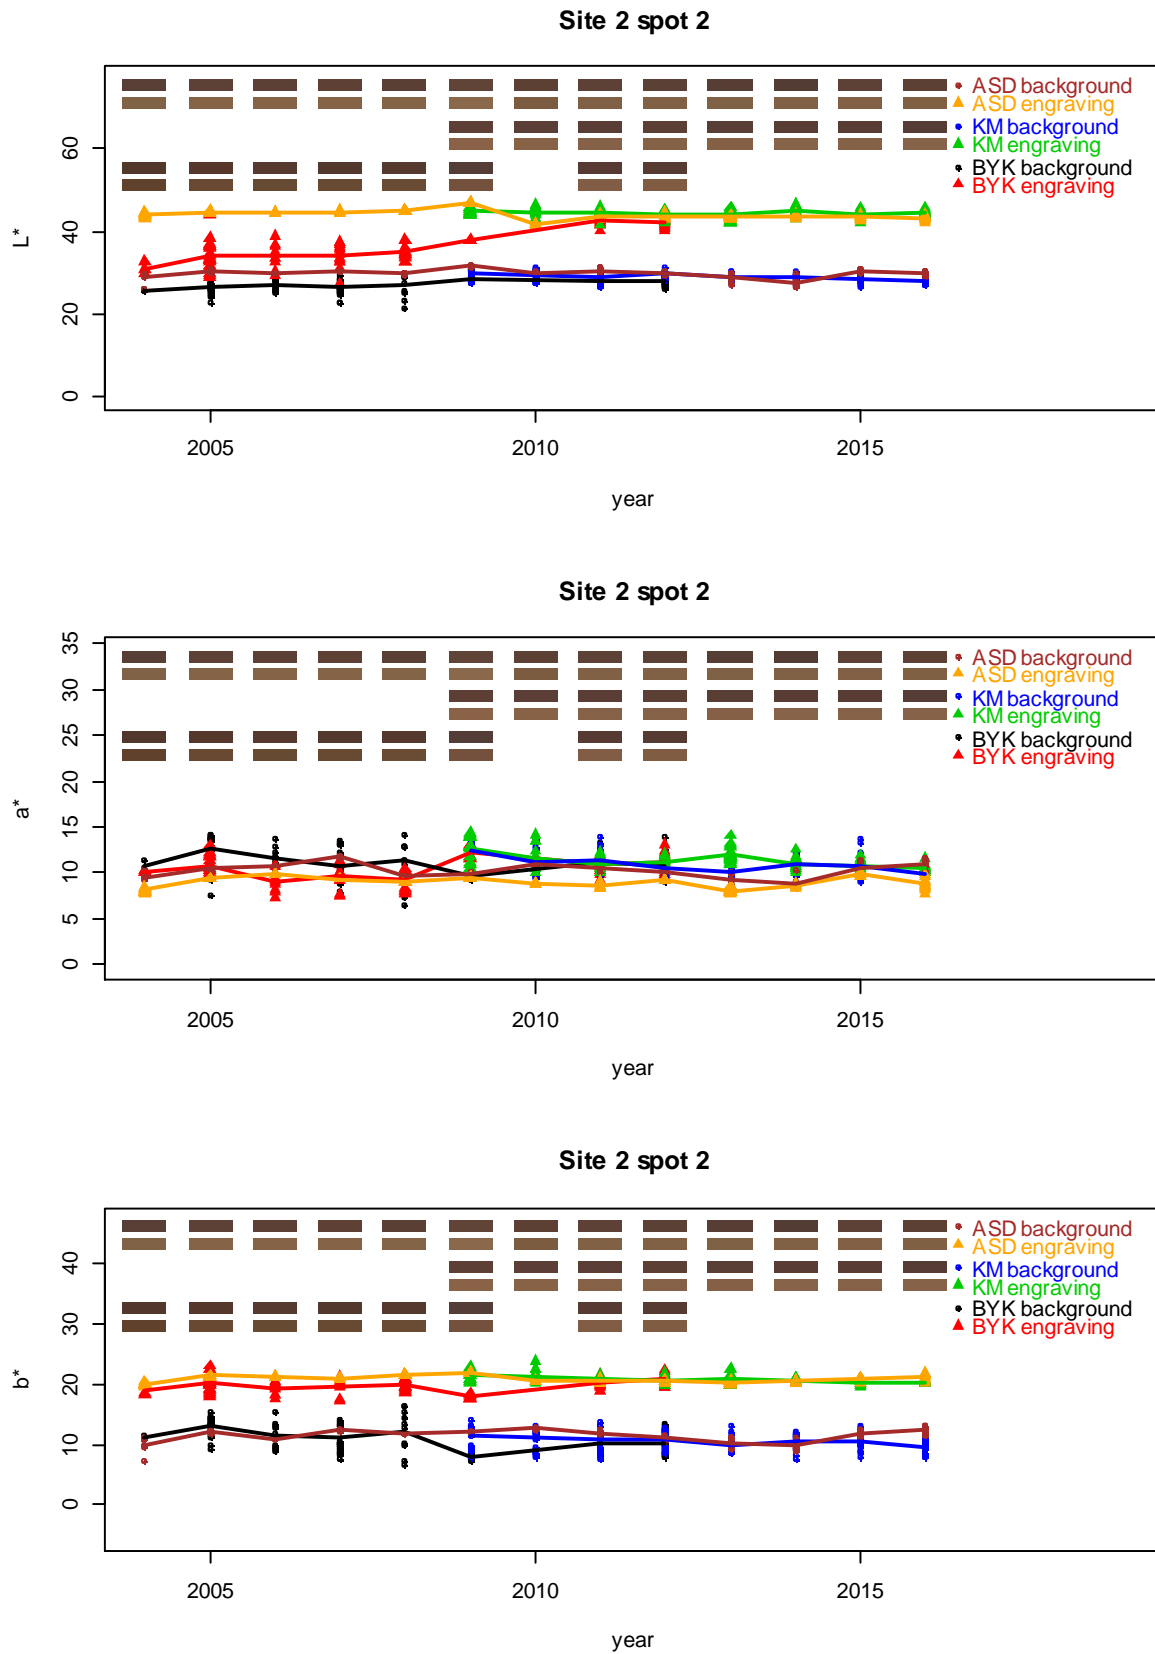 Site 2 spot 2
ASD background
ASD engraving
KM background
KM engraving
BYK background
BYK engraving
L*
0
20
40
60
2005
2010
2015
year
Site 2 spot 2
ASD background
ASD engraving
KM background
KM engraving
BYK background
BYK engraving
a*
0
5
10
15
20
25
30
35
2005
2010
2015
year
Site 2 spot 2
ASD background
ASD engraving
KM background
KM engraving
BYK background
BYK engraving
b*
0
10
20
30
40
2005
2010
2015
year